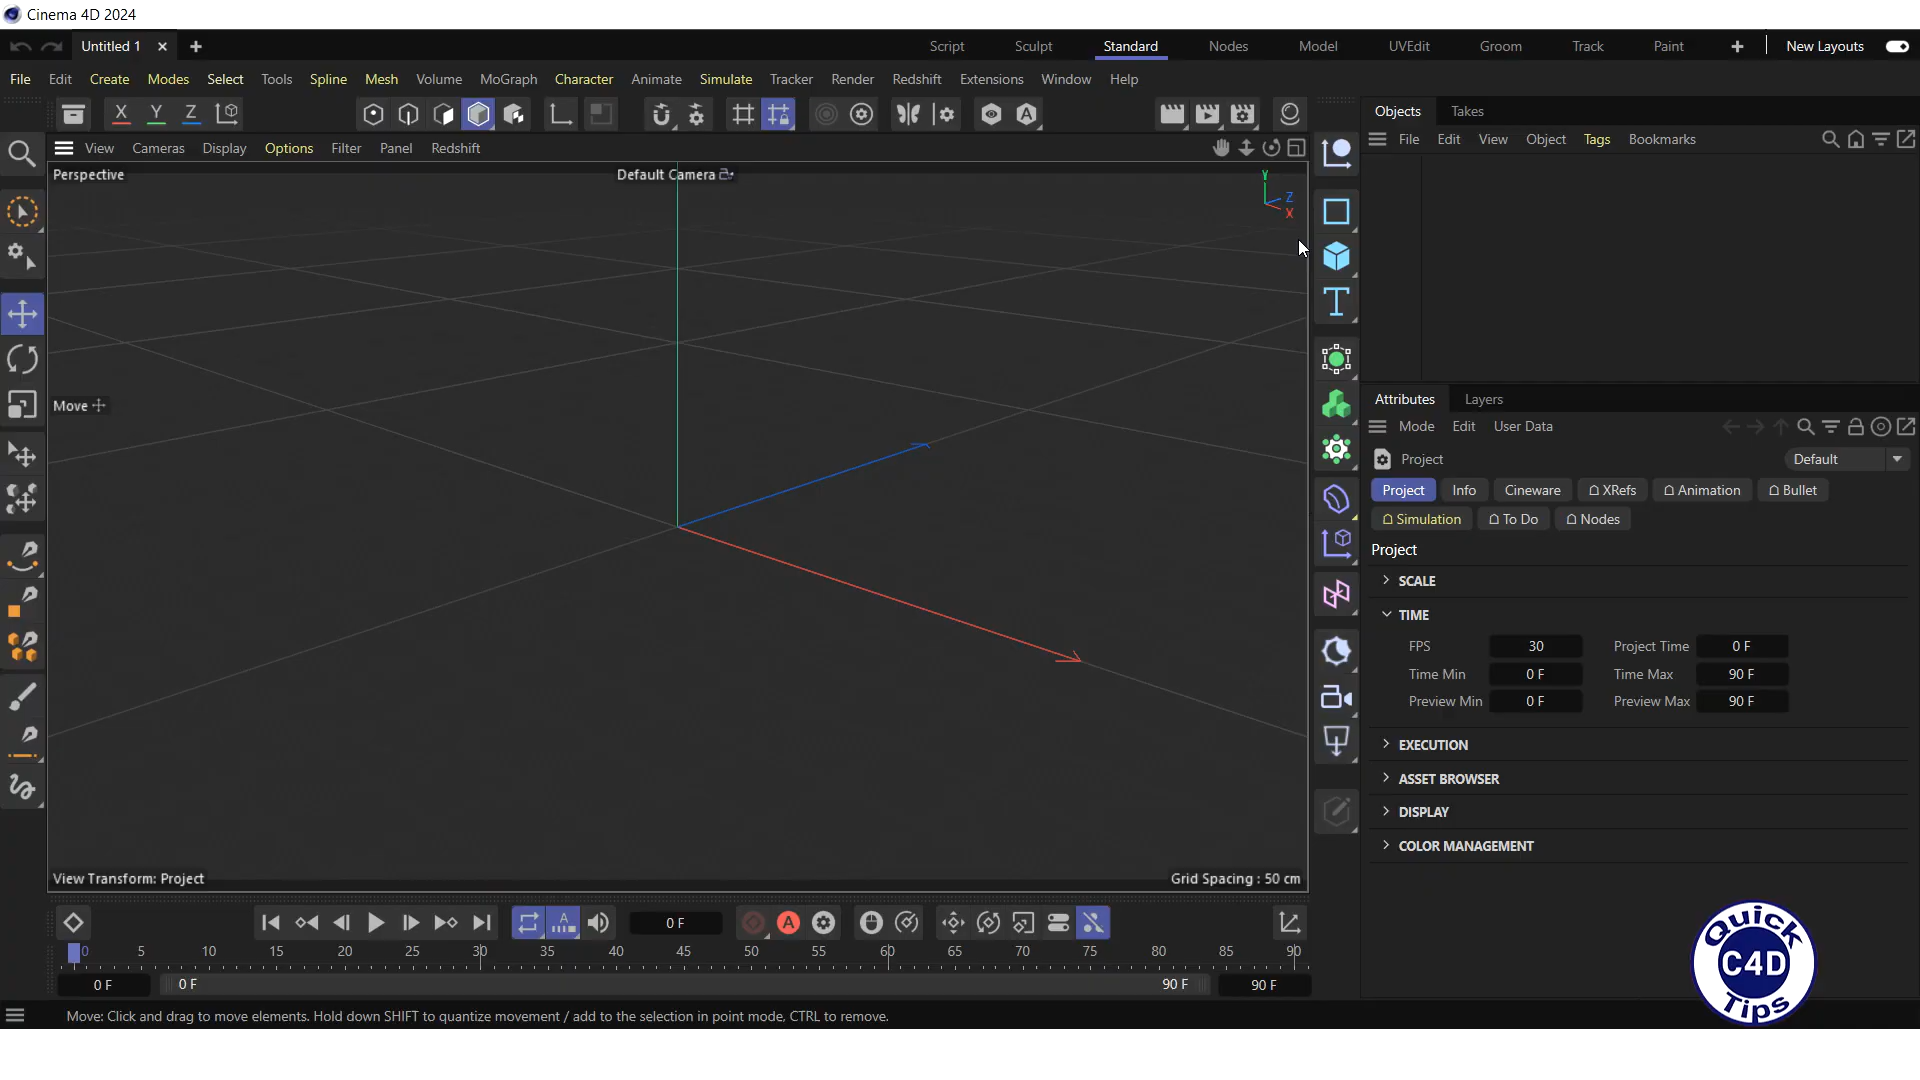 Cinema 4D 2024
Untitled 1
Script Sculpt Standard Nodes Model UVEdit Groom Track Paint New Layouts
File Edit Create Modes Select Tools Spline Mesh Volume MoGraph Character Animate Simulate Tracker Render Redshift Extensions Window Help
X Y Z
Objects Takes
View Cameras Display Options Filter Panel Redshift
File Edit View Object Tags Bookmarks
Perspective
Default Camera
Y
Z
X
Move
Attributes Layers
Mode Edit User Data
Project
Default
Project Info Cineware XRefs Animation Bullet
Simulation To Do Nodes
Project
SCALE
TIME
FPS 30 Project Time 0 F
Time Min 0 F Time Max 90 F
Preview Min 0 F Preview Max 90 F
EXECUTION
ASSET BROWSER
DISPLAY
COLOR MANAGEMENT
View Transform: Project
Grid Spacing : 50 cm
0 F
0 5 10 15 20 25 30 35 40 45 50 55 60 65 70 75 80 85 90
0 F 0 F 90 F 90 F
Quick
C4D
Tips
Move: Click and drag to move elements. Hold down SHIFT to quantize movement / add to the selection in point mode, CTRL to remove.